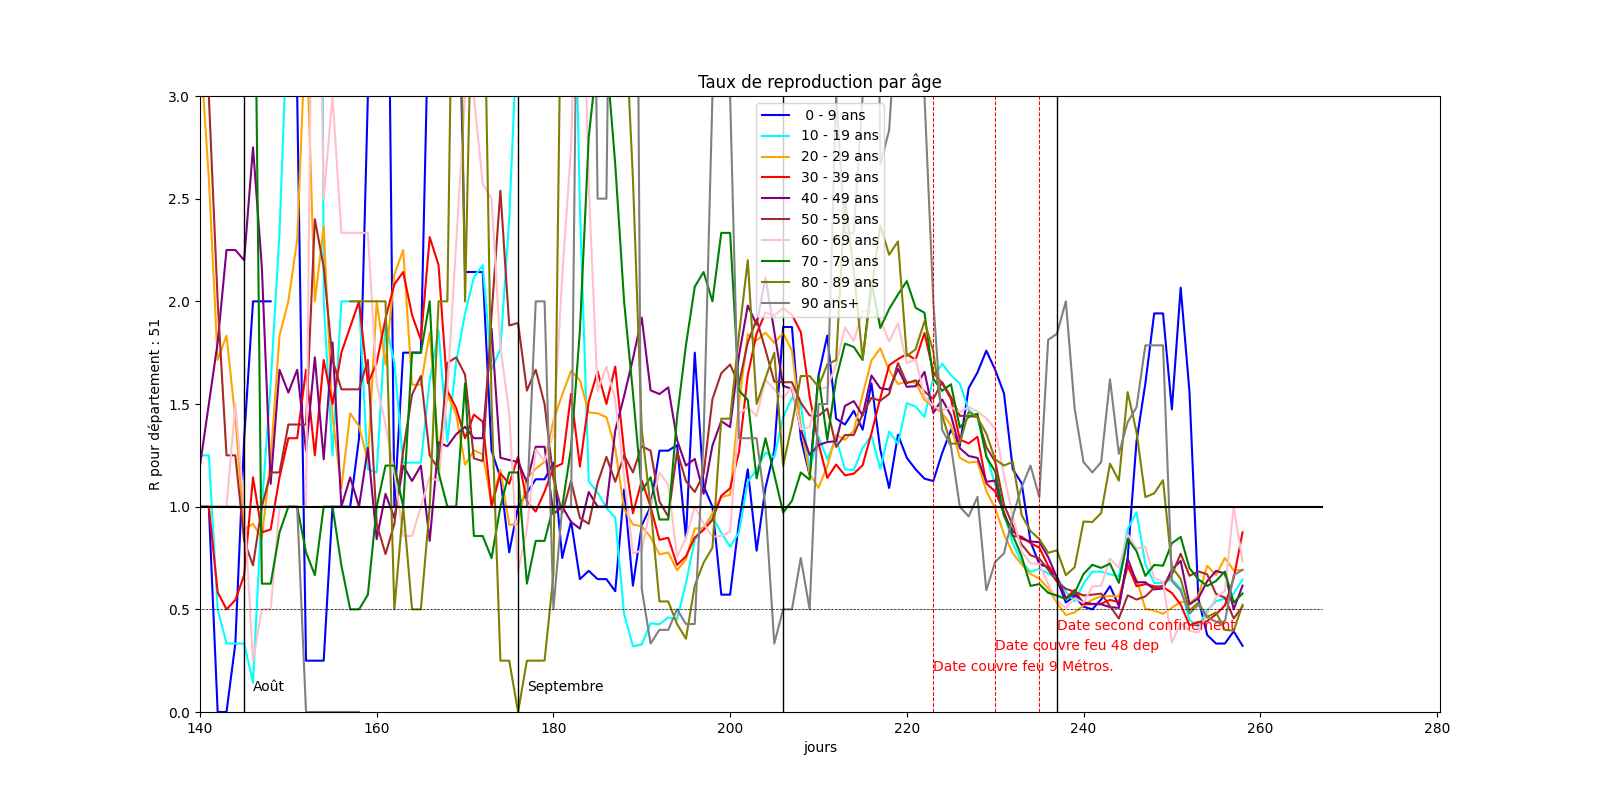 Taux de reproduction par âge
R pour département : 51
3.0
2.5
2.0
1.5
1.0
0.5
0.0
0 - 9 ans
10 - 19 ans
20 - 29 ans
30 - 39 ans
40 - 49 ans
50 - 59 ans
60 - 69 ans
70 - 79 ans
80 - 89 ans
90 ans+
Date second confinement
Date couvre feu 48 dep
Date couvre feu 9 Métros.
Août
Septembre
140
160
180
200
220
240
260
280
jours